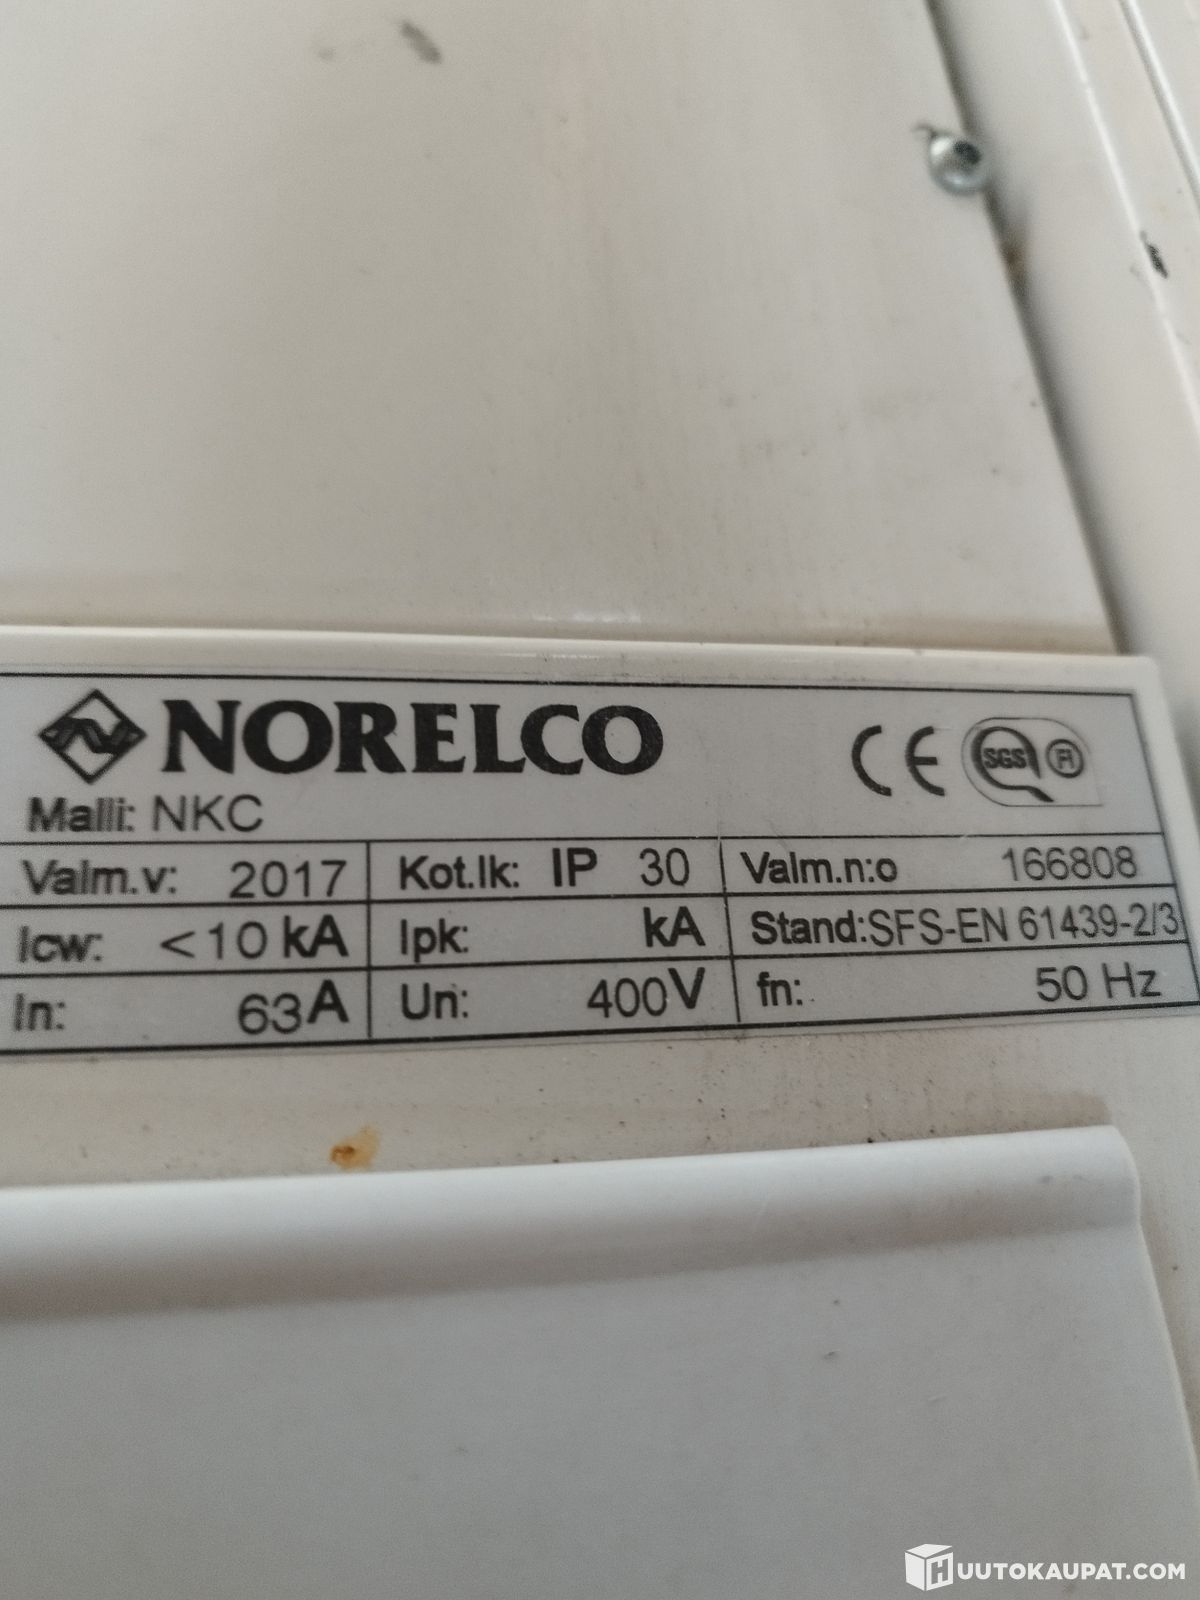 NORELCO CE SGS FI
Malli: NKC
Valm.v: 2017 Kot.lk: IP 30 Valm.n:o 166808
Icw: <10 kA Ipk: kA Stand:SFS-EN 61439-2/3
In: 63A Un: 400V fn: 50 Hz
HUUTOKAUPAT.COM